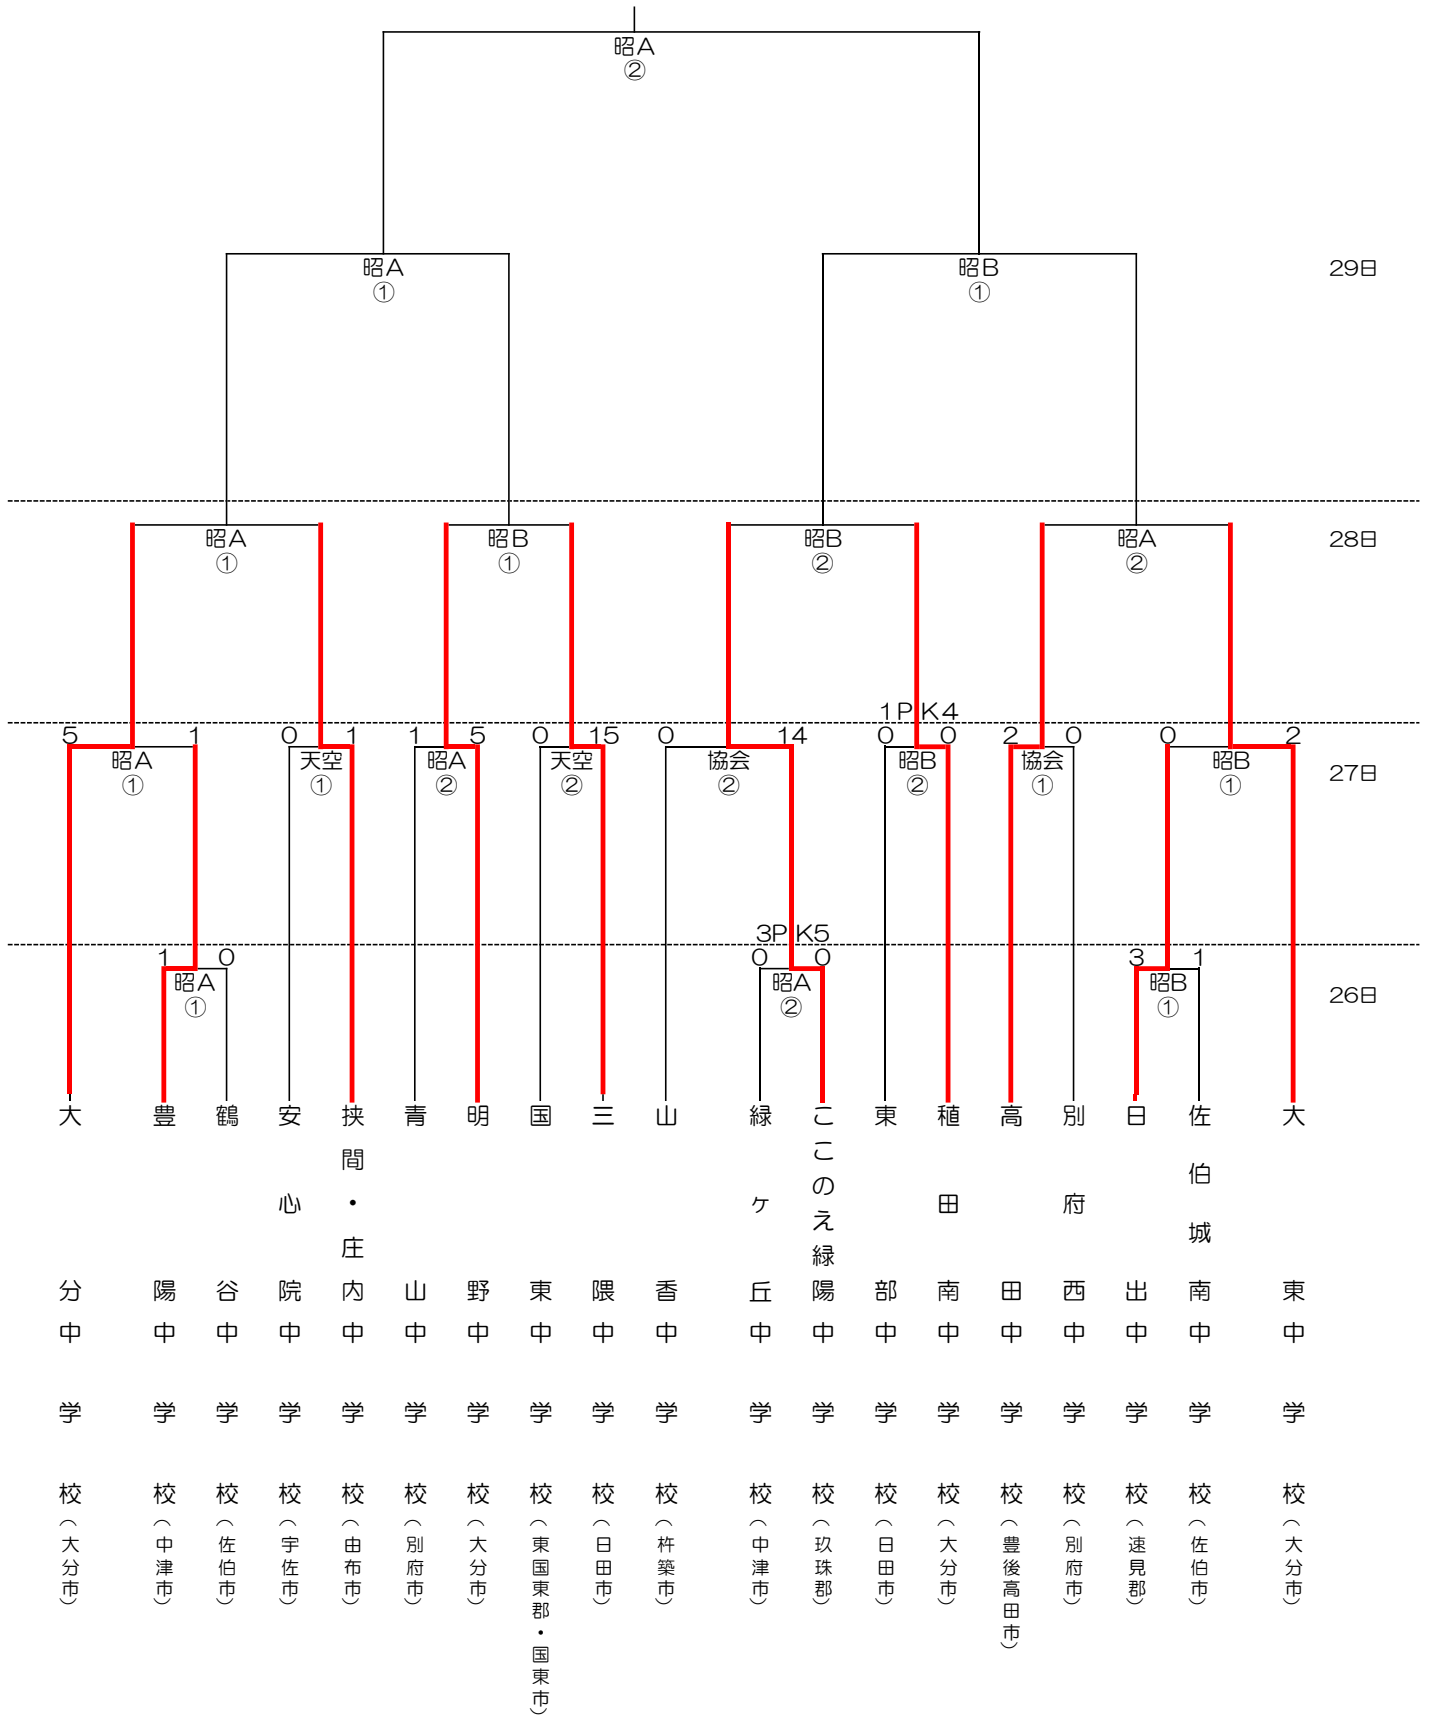 昭A
②
昭A
①
昭B
①
29日
昭A
①
昭B
①
昭B
②
昭A
②
28日
1PK4
5 1 0 1 1 5 0 15 0 14 0 0 2 0 0 2
昭A
①
天空
①
昭A
②
天空
②
協会
②
昭B
②
協会
①
昭B
①
27日
3PK5
1 0 0 0 3 1
昭A
①
昭A
②
昭B
①
26日
大分中学校（大分市）
豊陽中学校（中津市）
鶴谷中学校（佐伯市）
安心院中学校（宇佐市）
挟間・庄内中学校（由布市）
青山中学校（別府市）
明野中学校（大分市）
国東中学校（東国東郡・国東市）
三隈中学校（日田市）
山香中学校（杵築市）
緑ヶ丘中学校（中津市）
ここのえ緑陽中学校（玖珠郡）
東部中学校（日田市）
稙田南中学校（大分市）
高田中学校（豊後高田市）
別府西中学校（別府市）
日出中学校（速見郡）
佐伯城南中学校（佐伯市）
大東中学校（大分市）